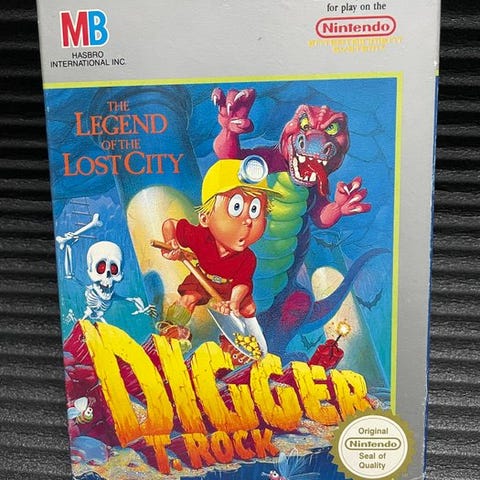 MB
HASBRO
INTERNATIONAL INC.
for play on the
Nintendo
THE
LEGEND
OF THE
LOST CITY
DIGGER
T. ROCK
Original
Nintendo
Seal of
Quality